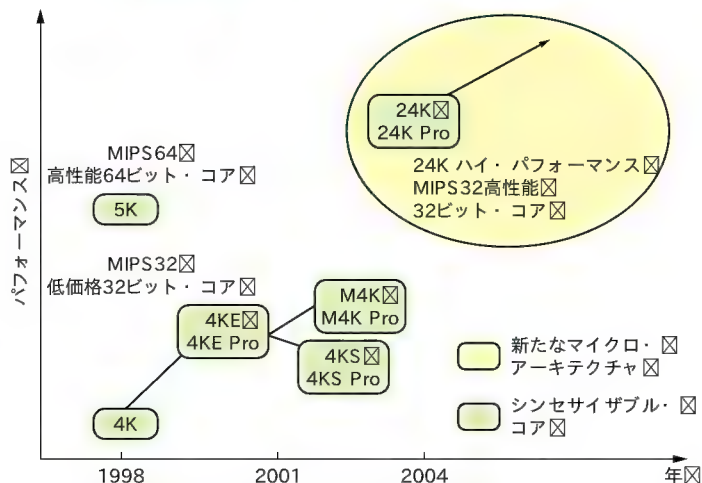 パフォーマンス
24K
24K Pro
24K ハイ・パフォーマンス
MIPS32高性能
32ビット・コア
MIPS64
高性能64ビット・コア
5K
MIPS32
低価格32ビット・コア
4KE
4KE Pro
M4K
M4K Pro
4KS
4KS Pro
4K
新たなマイクロ・
アーキテクチャ
シンセサイザブル・
コア
1998
2001
2004
年